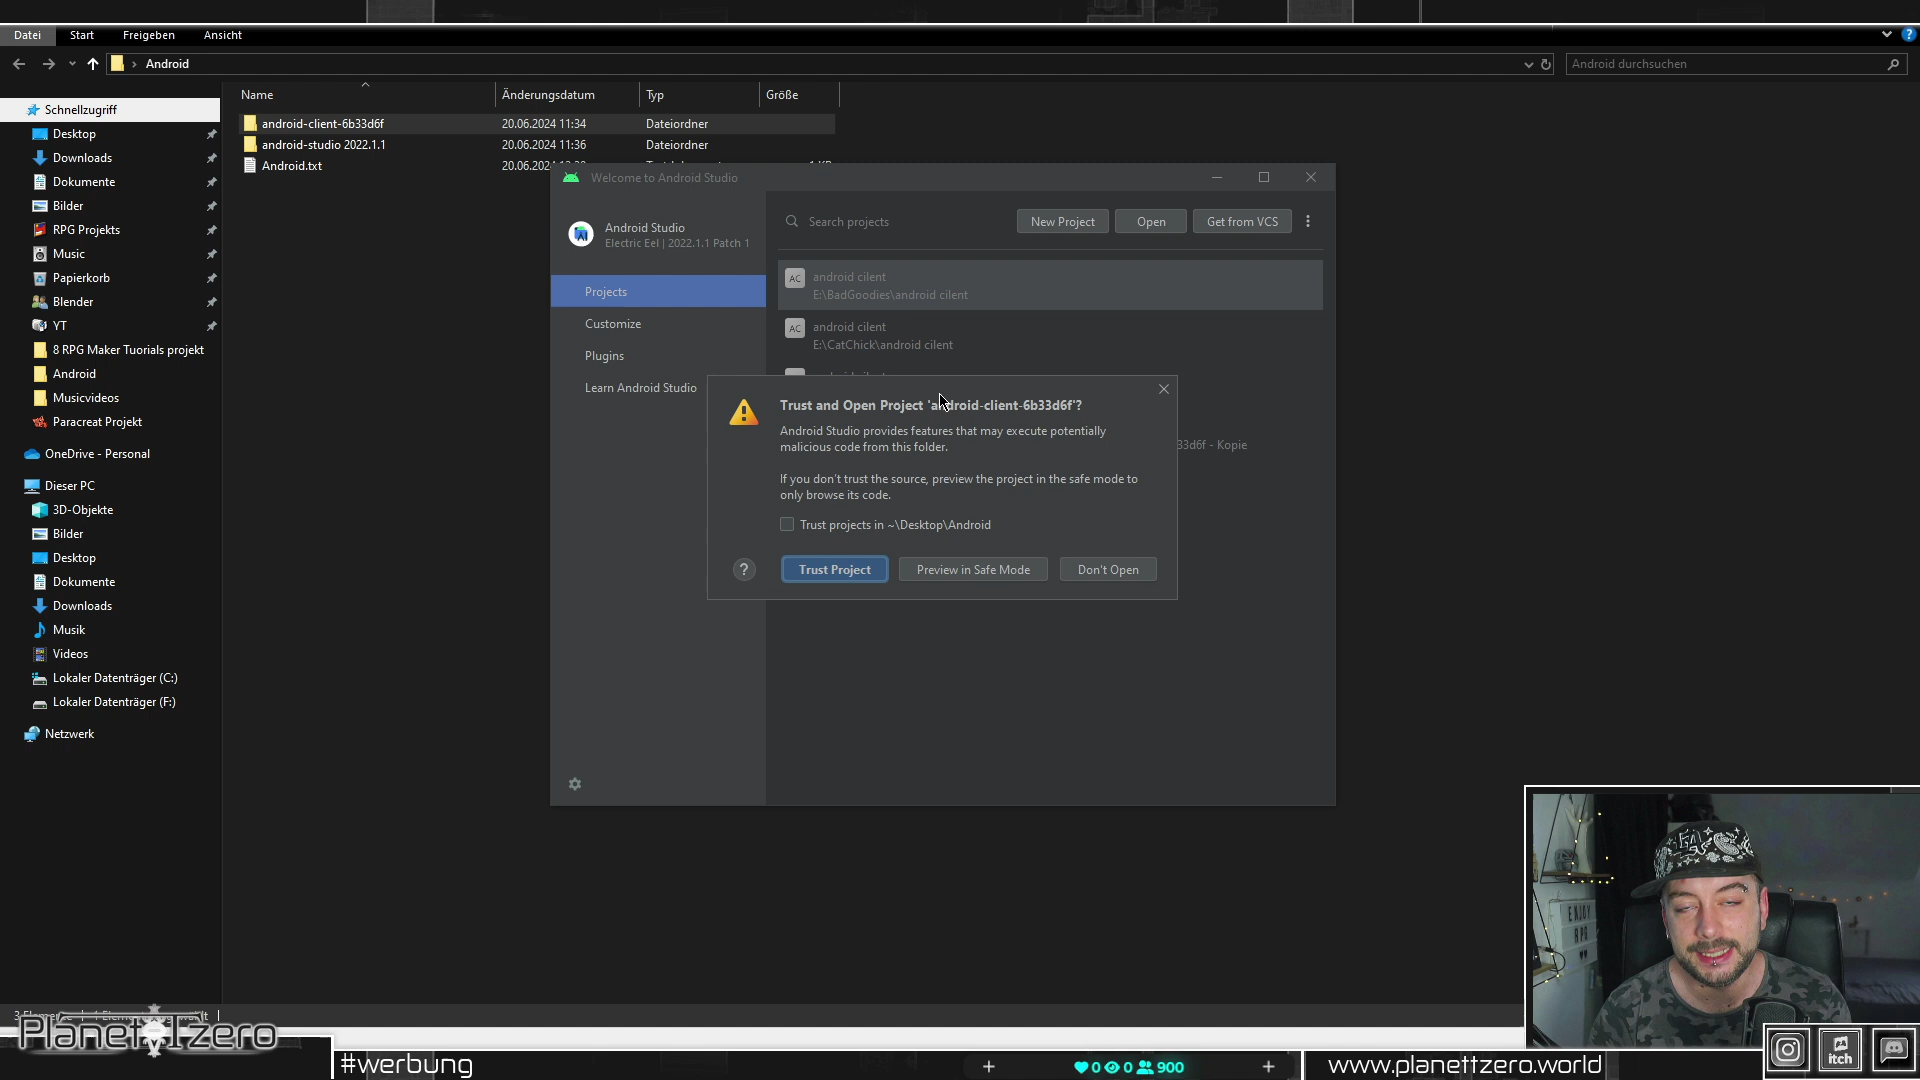 Datei Start Freigeben Ansicht
Android
Android durchsuchen
Name Änderungsdatum Typ Größe
android-client-6b33d6f 20.06.2024 11:34 Dateiordner
android-studio 2022.1.1 20.06.2024 11:36 Dateiordner
Android.txt 20.06.2024
Schnellzugriff
Desktop
Downloads
Dokumente
Bilder
RPG Projekts
Music
Papierkorb
Blender
YT
8 RPG Maker Tuorials projekt
Android
Musicvideos
Paracreat Projekt
OneDrive - Personal
Dieser PC
3D-Objekte
Bilder
Desktop
Dokumente
Downloads
Musik
Videos
Lokaler Datenträger (C:)
Lokaler Datenträger (F:)
Netzwerk
Welcome to Android Studio
Android Studio
Electric Eel | 2022.1.1 Patch 1
Projects
Customize
Plugins
Learn Android Studio
Search projects
New Project Open Get from VCS
AC android cilent
E:\BadGoodies\android cilent
AC android cilent
E:\CatChick\android cilent
33d6f - Kopie
Trust and Open Project 'android-client-6b33d6f'?
Android Studio provides features that may execute potentially
malicious code from this folder.
If you don't trust the source, preview the project in the safe mode to
only browse its code.
Trust projects in ~\Desktop\Android
? Trust Project Preview in Safe Mode Don't Open
ENJOY
RPG
PlanettZero
#werbung
+ 0 0 900 +
www.planettzero.world
itch